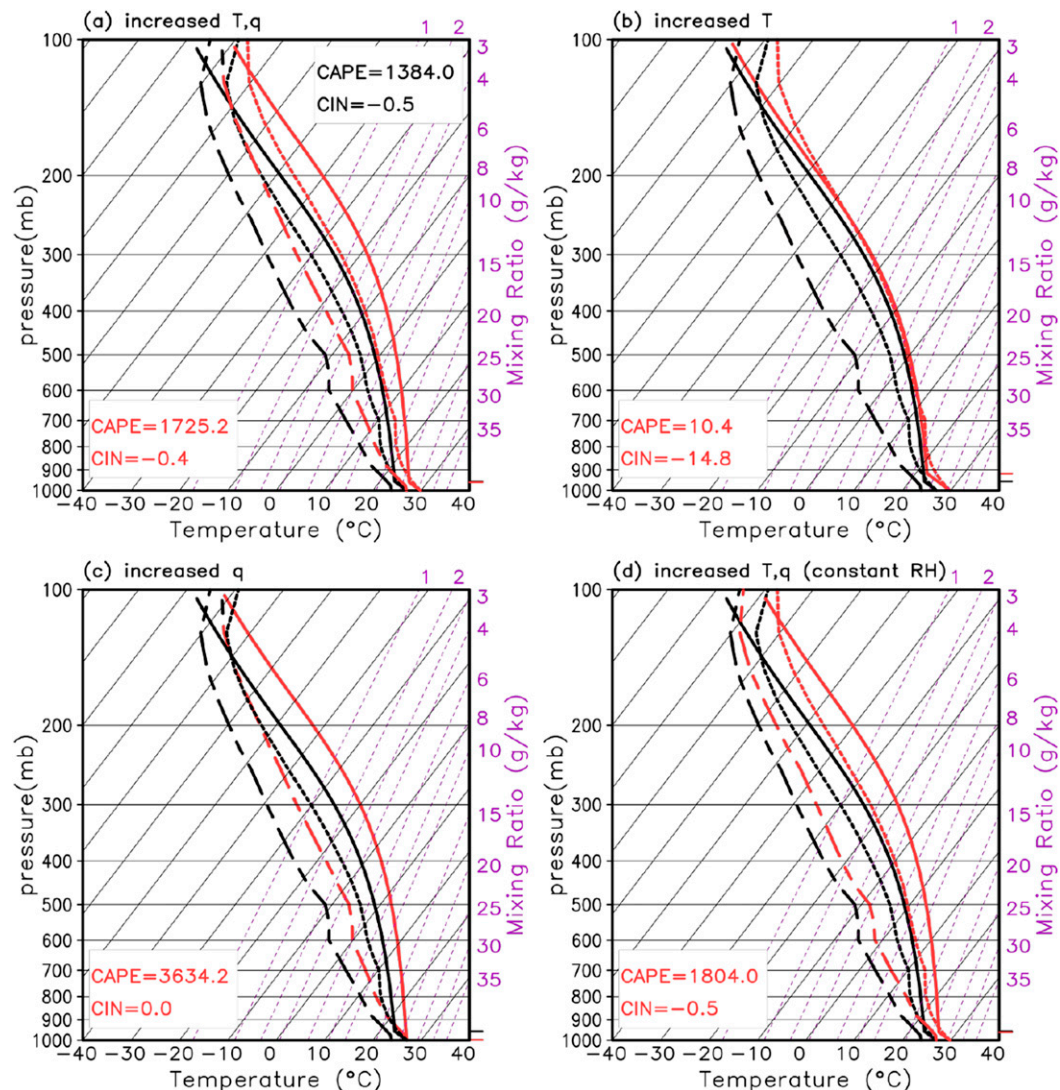 (a) increased T,q
1 2
100
3
CAPE=1384.0
CIN=-0.5
4
6
200
8
10
300
15
400
20
500
25
600
30
700
35
800
900
1000
pressure(mb)
Mixing Ratio (g/kg)
CAPE=1725.2
CIN=-0.4
-40 -30 -20 -10 0 10 20 30 40
Temperature (°C)
(b) increased T
1 2
100
3
4
6
200
8
10
300
15
400
20
500
25
600
30
700
35
800
900
1000
pressure(mb)
Mixing Ratio (g/kg)
CAPE=10.4
CIN=-14.8
-40 -30 -20 -10 0 10 20 30 40
Temperature (°C)
(c) increased q
1 2
100
3
4
6
200
8
10
300
15
400
20
500
25
600
30
700
35
800
900
1000
pressure(mb)
Mixing Ratio (g/kg)
CAPE=3634.2
CIN=0.0
-40 -30 -20 -10 0 10 20 30 40
Temperature (°C)
(d) increased T,q (constant RH)
1 2
100
3
4
6
200
8
10
300
15
400
20
500
25
600
30
700
35
800
900
1000
pressure(mb)
Mixing Ratio (g/kg)
CAPE=1804.0
CIN=-0.5
-40 -30 -20 -10 0 10 20 30 40
Temperature (°C)